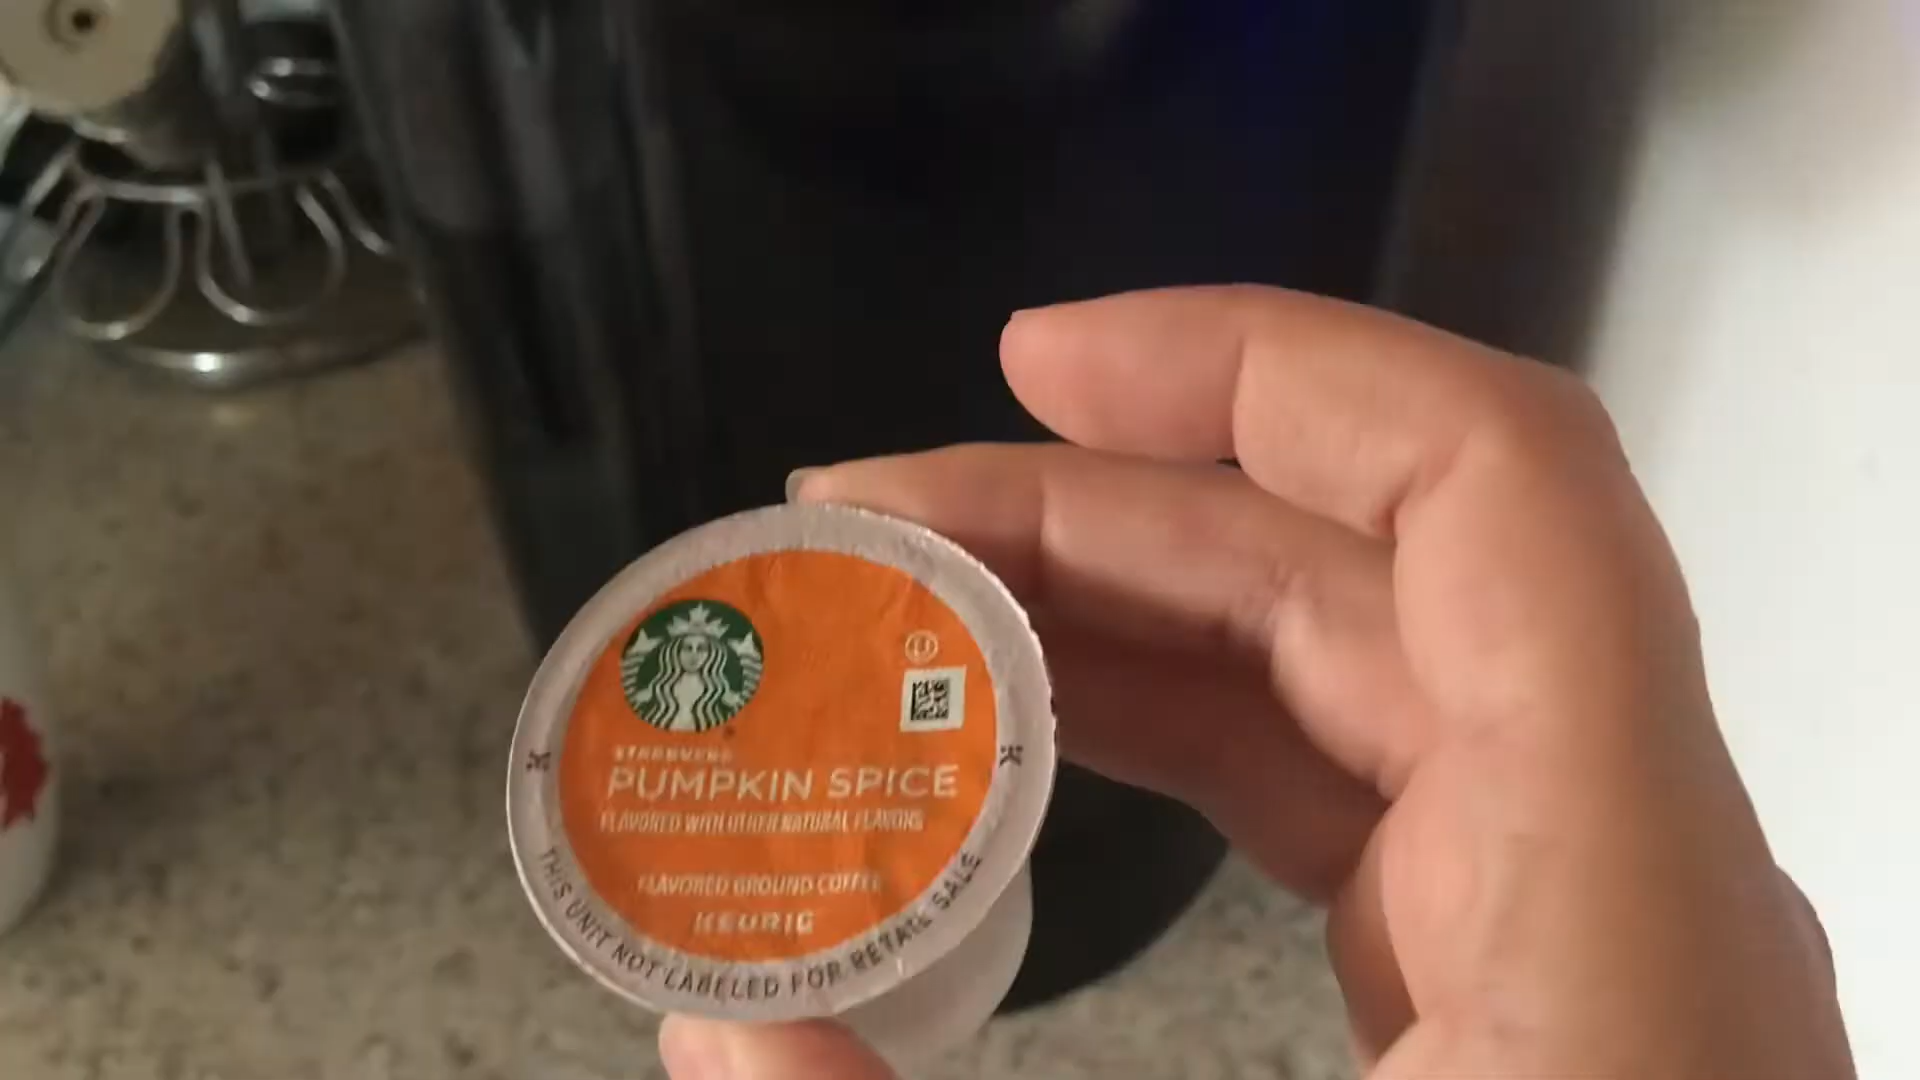 STARBUCKS
PUMPKIN SPICE
FLAVORED WITH OTHER NATURAL FLAVORS
FLAVORED GROUND COFFEE
KEURIG
THIS UNIT NOT LABELED FOR RETAIL SALE